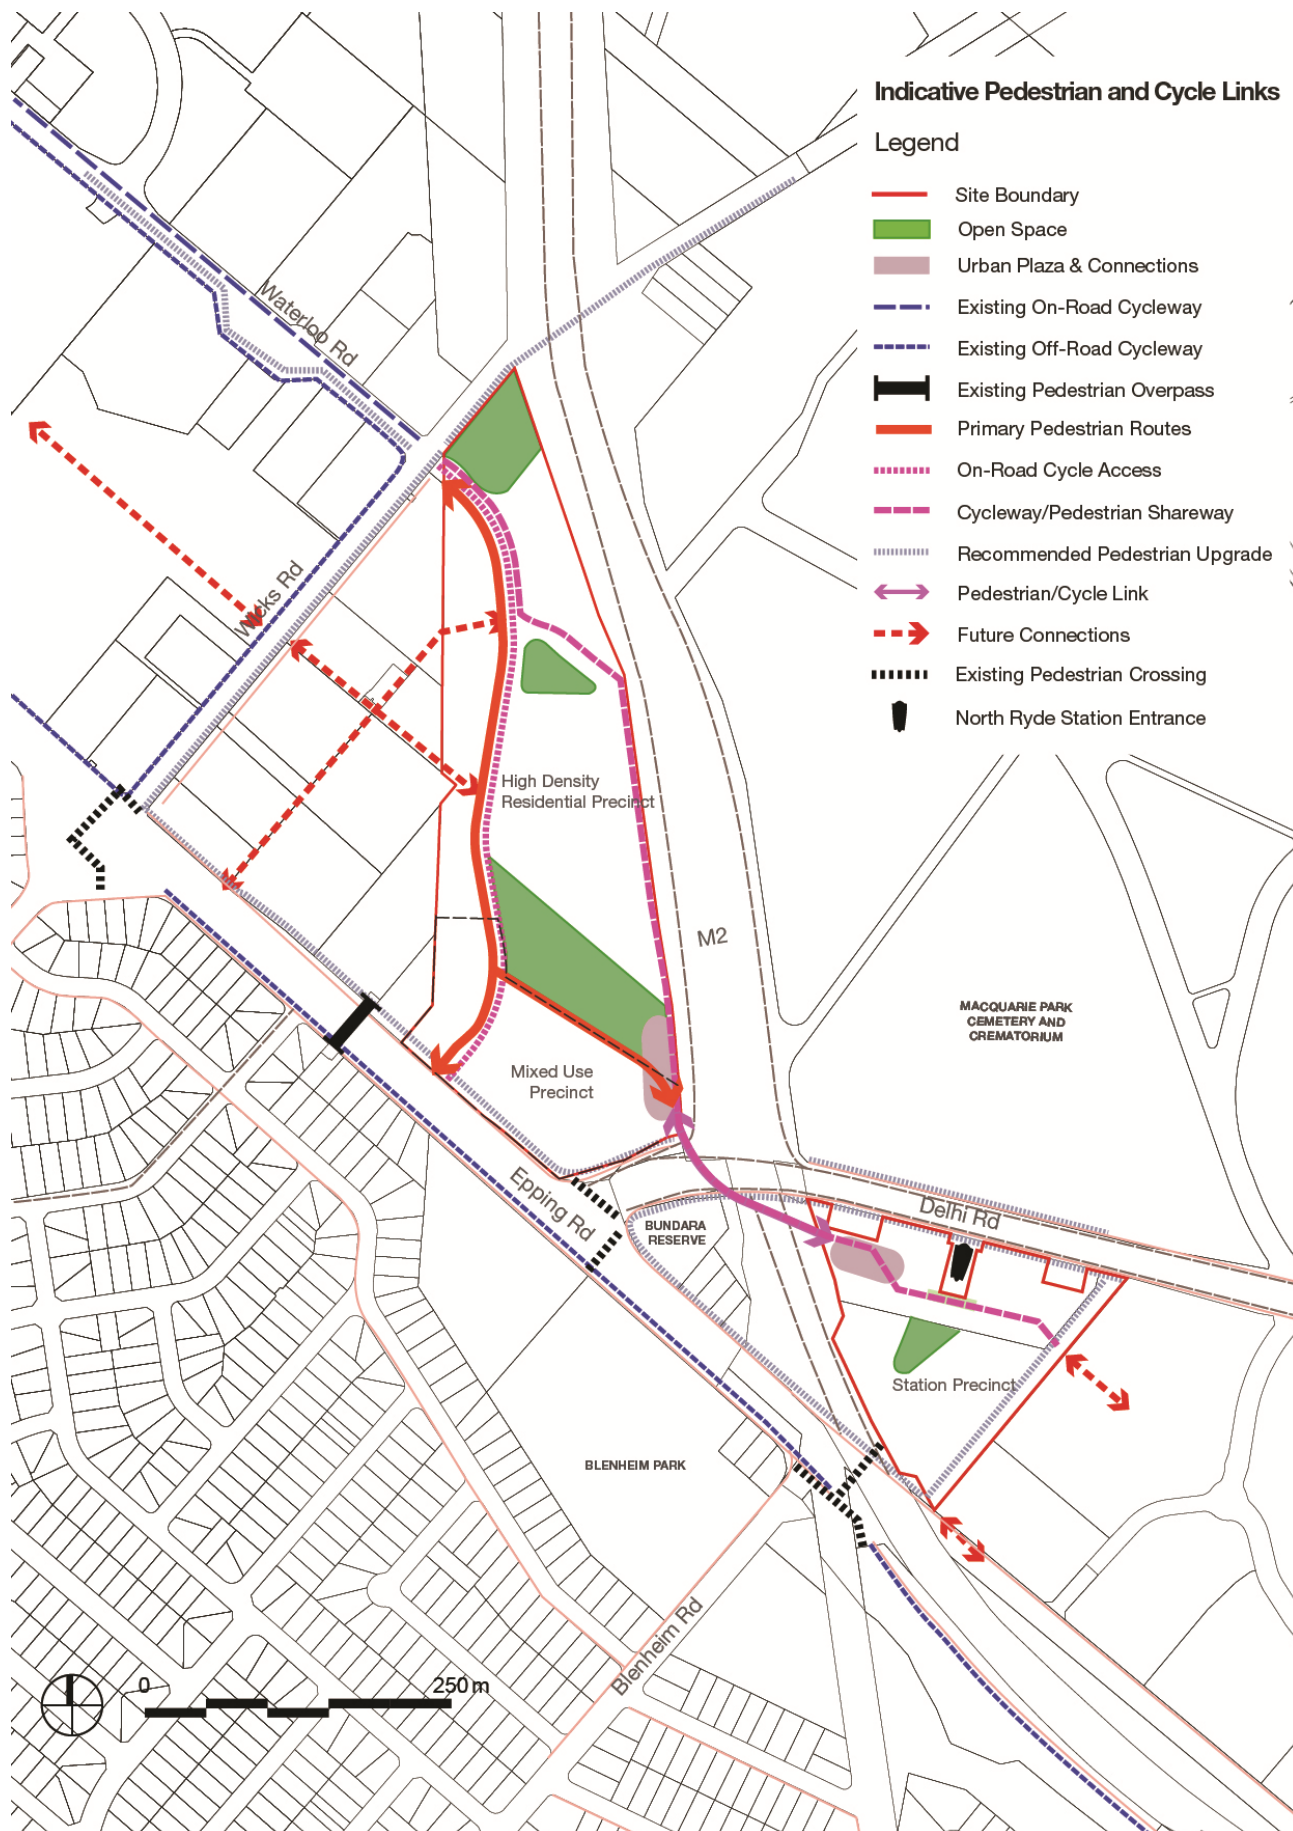 Indicative Pedestrian and Cycle Links
Legend
Site Boundary
Open Space
Urban Plaza & Connections
Existing On-Road Cycleway
Existing Off-Road Cycleway
Existing Pedestrian Overpass
Primary Pedestrian Routes
On-Road Cycle Access
Cycleway/Pedestrian Shareway
Recommended Pedestrian Upgrade
Pedestrian/Cycle Link
Future Connections
Existing Pedestrian Crossing
North Ryde Station Entrance
Waterloo Rd
Wicks Rd
High Density
Residential Precinct
M2
MACQUARIE PARK
CEMETERY AND
CREMATORIUM
Mixed Use
Precinct
Epping Rd
BUNDARA
RESERVE
Delhi Rd
Station Precinct
BLENHEIM PARK
Blenheim Rd
0
250m